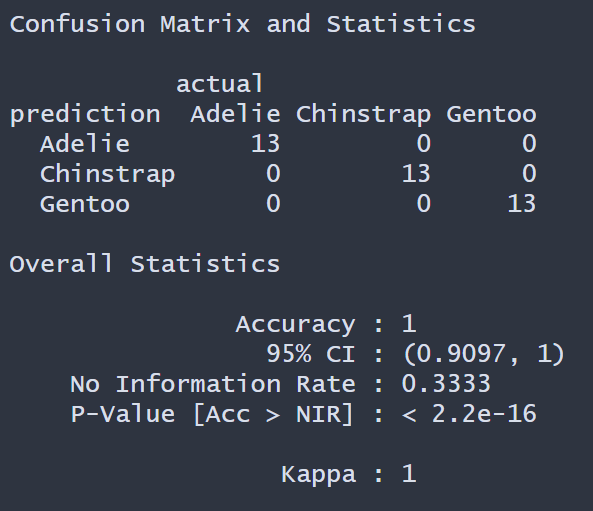 Confusion Matrix and Statistics
actual
prediction Adelie Chinstrap Gentoo
Adelie 13 0 0
Chinstrap 0 13 0
Gentoo 0 0 13
Overall Statistics
Accuracy : 1
95% CI : (0.9097, 1)
No Information Rate : 0.3333
P-Value [Acc > NIR] : < 2.2e-16
Kappa : 1